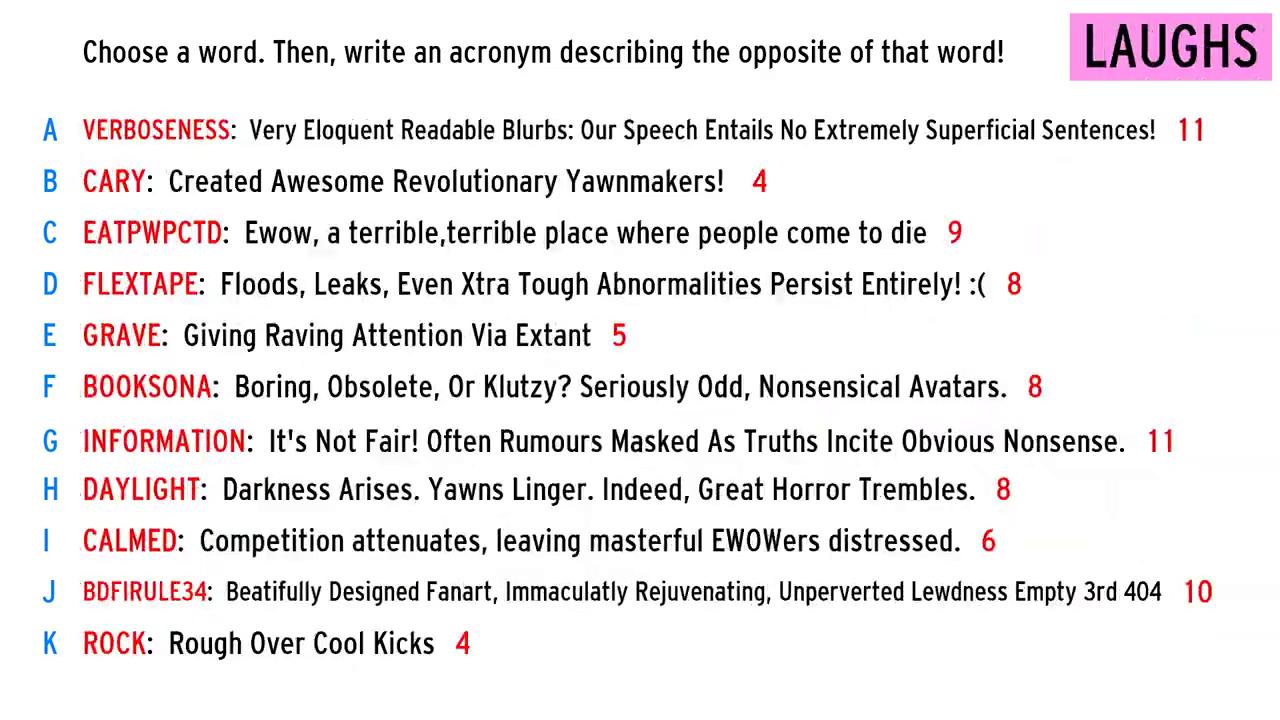 Choose a word. Then, write an acronym describing the opposite of that word!
LAUGHS
A VERBOSENESS: Very Eloquent Readable Blurbs: Our Speech Entails No Extremely Superficial Sentences! 11
B CARY: Created Awesome Revolutionary Yawnmakers! 4
C EATPWPCTD: Ewow, a terrible,terrible place where people come to die 9
D FLEXTAPE: Floods, Leaks, Even Xtra Tough Abnormalities Persist Entirely! :( 8
E GRAVE: Giving Raving Attention Via Extant 5
F BOOKSONA: Boring, Obsolete, Or Klutzy? Seriously Odd, Nonsensical Avatars. 8
G INFORMATION: It's Not Fair! Often Rumours Masked As Truths Incite Obvious Nonsense. 11
H DAYLIGHT: Darkness Arises. Yawns Linger. Indeed, Great Horror Trembles. 8
I CALMED: Competition attenuates, leaving masterful EWOWers distressed. 6
J BDFIRULE34: Beatifully Designed Fanart, Immaculatly Rejuvenating, Unperverted Lewdness Empty 3rd 404 10
K ROCK: Rough Over Cool Kicks 4